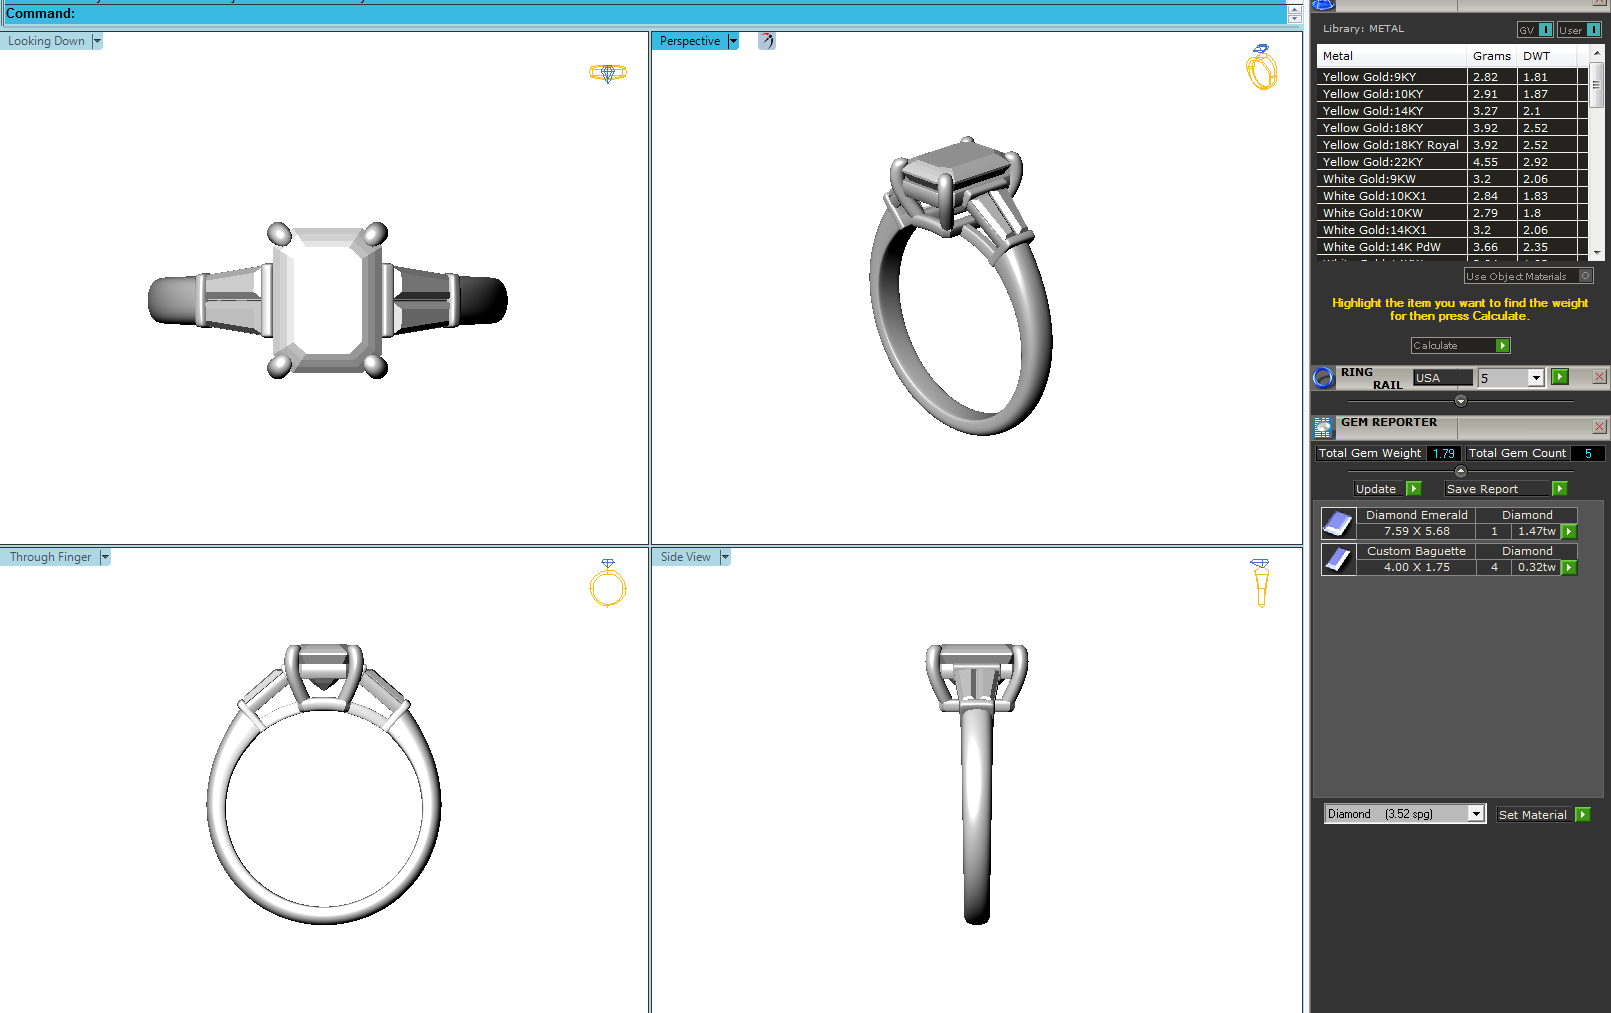 Command:
Looking Down
Perspective
Through Finger
Side View
Library: METAL
GV I
User I
Metal Grams DWT
Yellow Gold:9KY 2.82 1.81
Yellow Gold:10KY 2.91 1.87
Yellow Gold:14KY 3.27 2.1
Yellow Gold:18KY 3.92 2.52
Yellow Gold:18KY Royal 3.92 2.52
Yellow Gold:22KY 4.55 2.92
White Gold:9KW 3.2 2.06
White Gold:10KX1 2.84 1.83
White Gold:10KW 2.79 1.8
White Gold:14KX1 3.2 2.06
White Gold:14K PdW 3.66 2.35
Use Object Materials
Highlight the item you want to find the weight
for then press Calculate.
Calculate
RING
RAIL USA 5
GEM REPORTER
Total Gem Weight 1.79 Total Gem Count 5
Update Save Report
Diamond Emerald Diamond
7.59 X 5.68 1 1.47tw
Custom Baguette Diamond
4.00 X 1.75 4 0.32tw
Diamond (3.52 spg) Set Material